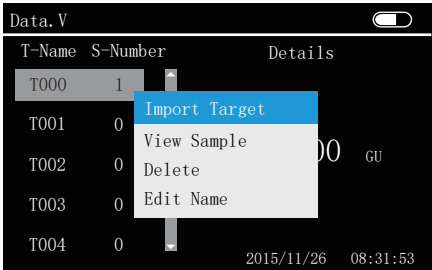 Data.V
T-Name S-Number Details
T000 1
Import Target
T001 0
View Sample
GU
T002 0
Delete
T003 0
Edit Name
T004 0
2015/11/26 08:31:53